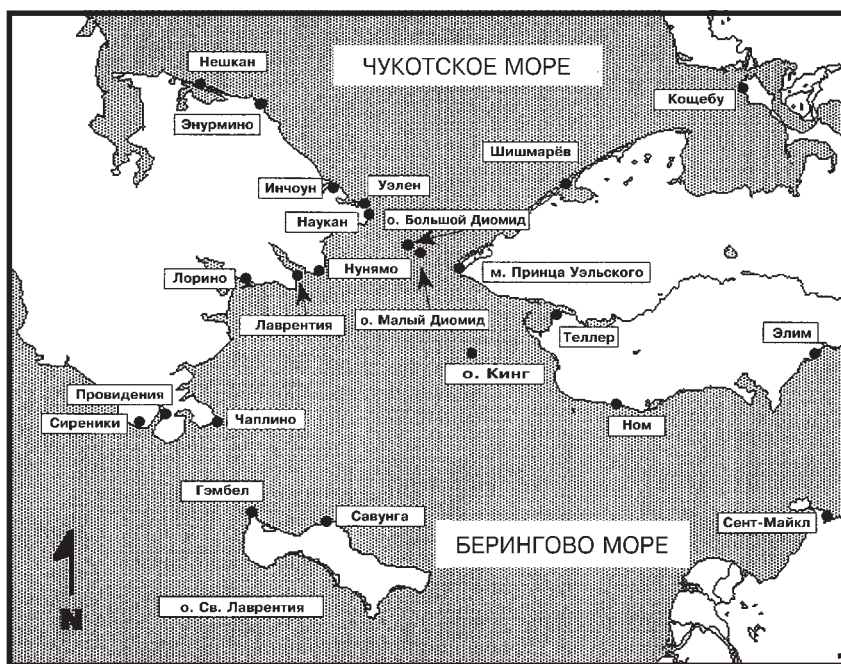 Нешкан
ЧУКОТСКОЕ МОРЕ
Кощебу
Энурмино
Шишмарёв
Инчоун
Уэлен
Наукан
о. Большой Диомид
Лорино
Нунямо
м. Принца Уэльского
Лаврентия
о. Малый Диомид
Теллер
Элим
о. Кинг
Провидения
Сиреники
Чаплино
Ном
Гэмбел
Савунга
Сент-Майкл
БЕРИНГОВО МОРЕ
о. Св. Лаврентия
N